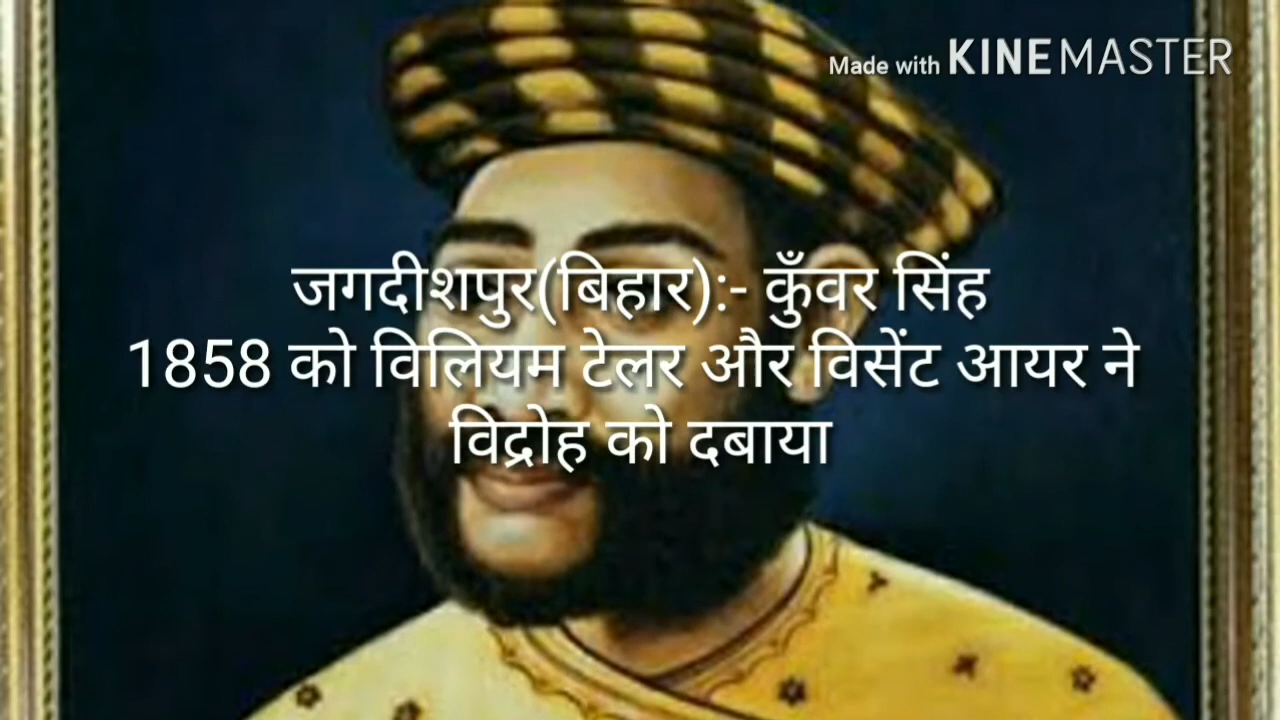 Made with KINEMASTER
जगदीशपुर(बिहार):- कुँवर सिंह
1858 को विलियम टेलर और विसेंट आयर ने
विद्रोह को दबाया